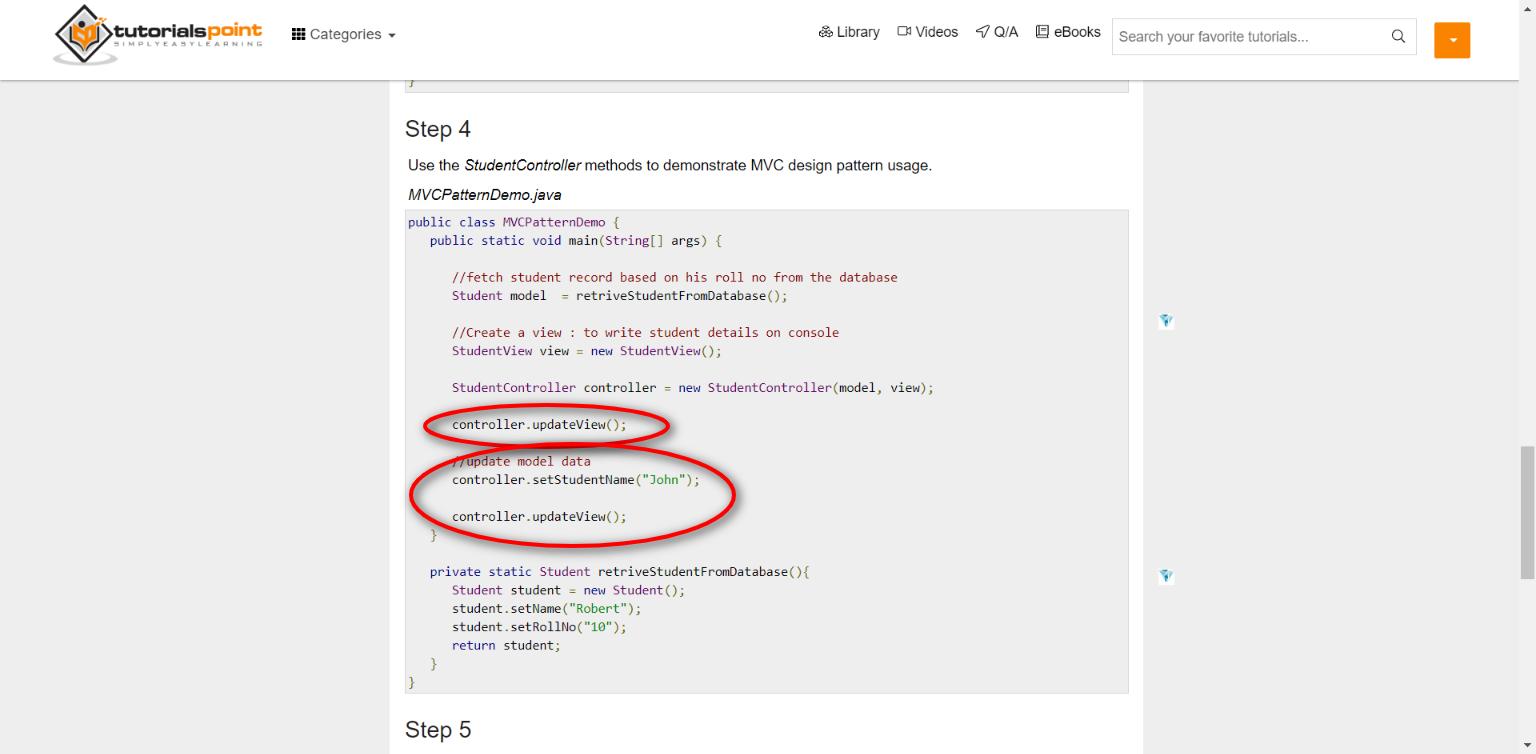 tutorialspoint
SIMPLYEASYLEARNING
Categories
Library
Videos
Q/A
eBooks
Search your favorite tutorials...
}
Step 4
Use the StudentController methods to demonstrate MVC design pattern usage.
MVCPatternDemo.java
public class MVCPatternDemo {
public static void main(String[] args) {
//fetch student record based on his roll no from the database
Student model  = retriveStudentFromDatabase();
//Create a view : to write student details on console
StudentView view = new StudentView();
StudentController controller = new StudentController(model, view);
controller.updateView();
//update model data
controller.setStudentName("John");
controller.updateView();
}
private static Student retriveStudentFromDatabase(){
Student student = new Student();
student.setName("Robert");
student.setRollNo("10");
return student;
}
}
Step 5